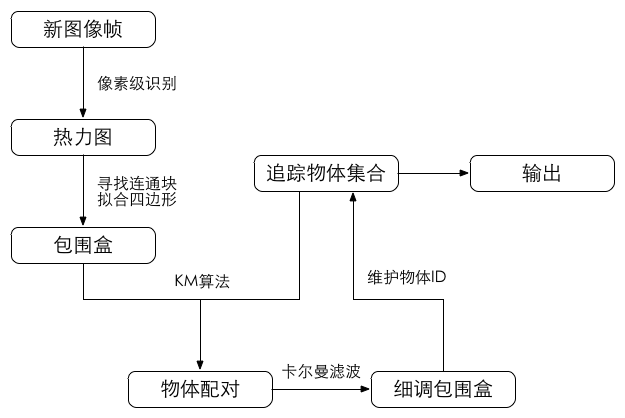 新图像帧
像素级识别
热力图
寻找连通块
拟合四边形
包围盒
追踪物体集合
输出
KM算法
维护物体ID
物体配对
卡尔曼滤波
细调包围盒